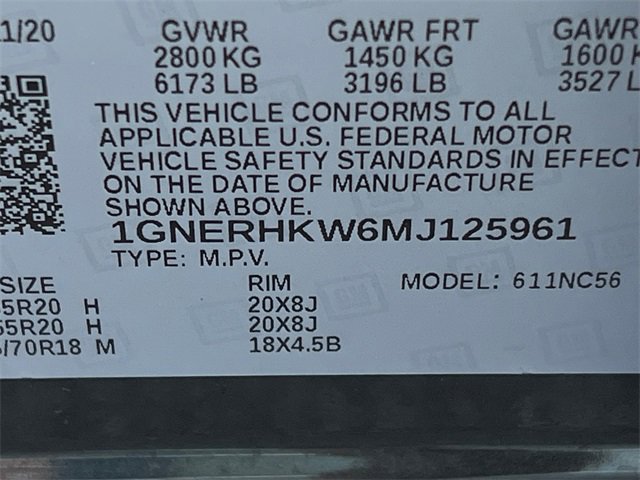 1/20 GVWR GAWR FRT GAWR
2800 KG 1450 KG 1600 K
6173 LB 3196 LB 3527 L
THIS VEHICLE CONFORMS TO ALL
APPLICABLE U.S. FEDERAL MOTOR
VEHICLE SAFETY STANDARDS IN EFFECT
ON THE DATE OF MANUFACTURE
SHOWN ABOVE.
1GNERHKW6MJ125961
TYPE: M.P.V.
SIZE RIM MODEL: 611NC56
5R20 H 20X8J
55R20 H 20X8J
/70R18 M 18X4.5B